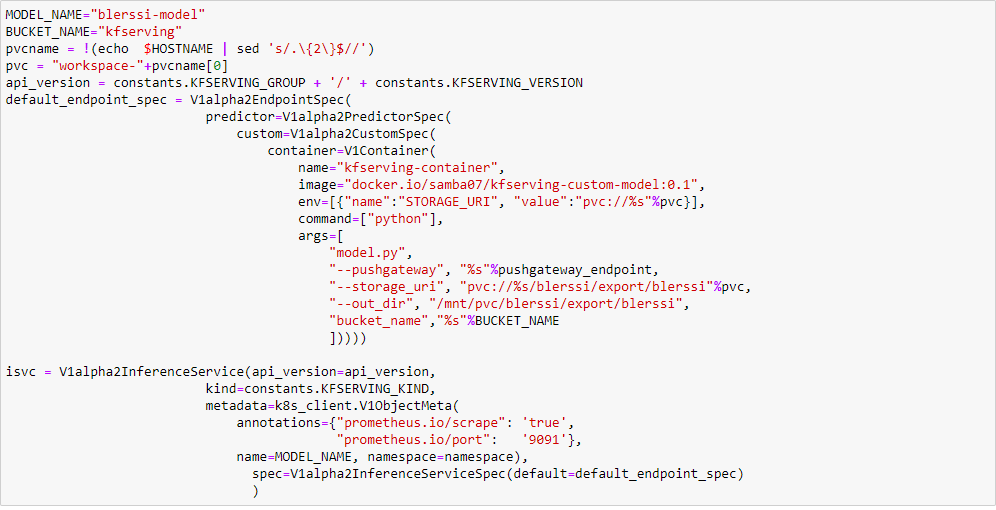 MODEL_NAME="blerssi-model"
BUCKET_NAME="kfserving"
pvcname = !(echo  $HOSTNAME | sed 's/.\{2\}$//')
pvc = "workspace-"+pvcname[0]
api_version = constants.KFSERVING_GROUP + '/' + constants.KFSERVING_VERSION
default_endpoint_spec = V1alpha2EndpointSpec(
                          predictor=V1alpha2PredictorSpec(
                              custom=V1alpha2CustomSpec(
                                  container=V1Container(
                                      name="kfserving-container",
                                      image="docker.io/samba07/kfserving-custom-model:0.1",
                                      env=[{"name":"STORAGE_URI", "value":"pvc://%s"%pvc}],
                                      command=["python"],
                                      args=[
                                          "model.py",
                                          "--pushgateway", "%s"%pushgateway_endpoint,
                                          "--storage_uri", "pvc://%s/blerssi/export/blerssi"%pvc,
                                          "--out_dir", "/mnt/pvc/blerssi/export/blerssi",
                                          "bucket_name","%s"%BUCKET_NAME
                                          ]))))

isvc = V1alpha2InferenceService(api_version=api_version,
                          kind=constants.KFSERVING_KIND,
                          metadata=k8s_client.V1ObjectMeta(
                              annotations={"prometheus.io/scrape": 'true',
                                           "prometheus.io/port":   '9091'},
                              name=MODEL_NAME, namespace=namespace),
                                spec=V1alpha2InferenceServiceSpec(default=default_endpoint_spec)
                                )